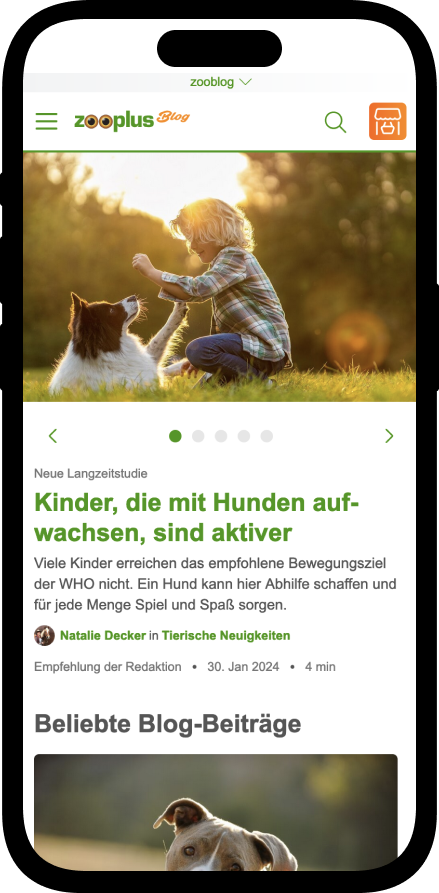 zooblog
zooplus Blog
Neue Langzeitstudie
Kinder, die mit Hunden auf-
wachsen, sind aktiver
Viele Kinder erreichen das empfohlene Bewegungsziel
der WHO nicht. Ein Hund kann hier Abhilfe schaffen und
für jede Menge Spiel und Spaß sorgen.
Natalie Decker in Tierische Neuigkeiten
Empfehlung der Redaktion • 30. Jan 2024 • 4 min
Beliebte Blog-Beiträge